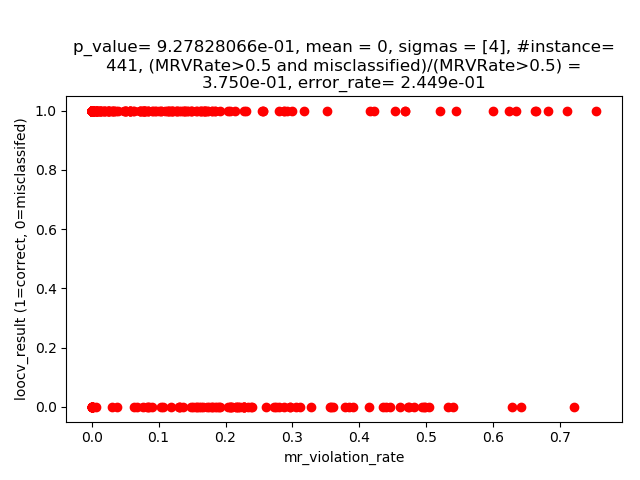 p_value= 9.27828066e-01, mean = 0, sigmas = [4], #instance=
441, (MRVRate>0.5 and misclassified)/(MRVRate>0.5) =
3.750e-01, error_rate= 2.449e-01
loocv_result (1=correct, 0=misclassifed)
1.0
0.8
0.6
0.4
0.2
0.0
0.0 0.1 0.2 0.3 0.4 0.5 0.6 0.7
mr_violation_rate